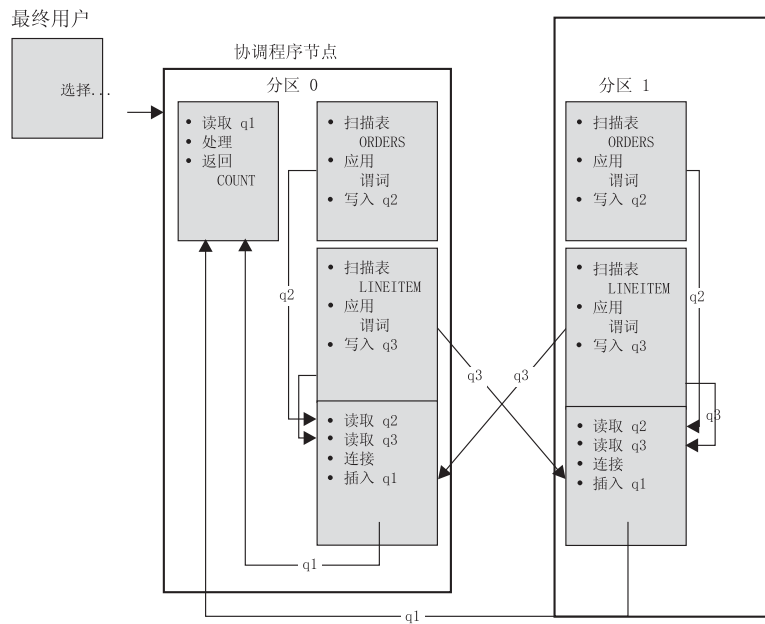 最终用户
选择...
协调程序节点
分区 0
• 读取 q1
• 处理
• 返回
COUNT
• 扫描表
ORDERS
• 应用
谓词
• 写入 q2
• 扫描表
LINEITEM
• 应用
谓词
• 写入 q3
• 读取 q2
• 读取 q3
• 连接
• 插入 q1
q2
q1
q3
q3
分区 1
• 扫描表
ORDERS
• 应用
谓词
• 写入 q2
• 扫描表
LINEITEM
• 应用
谓词
• 写入 q3
• 读取 q2
• 读取 q3
• 连接
• 插入 q1
q2
q3
q1